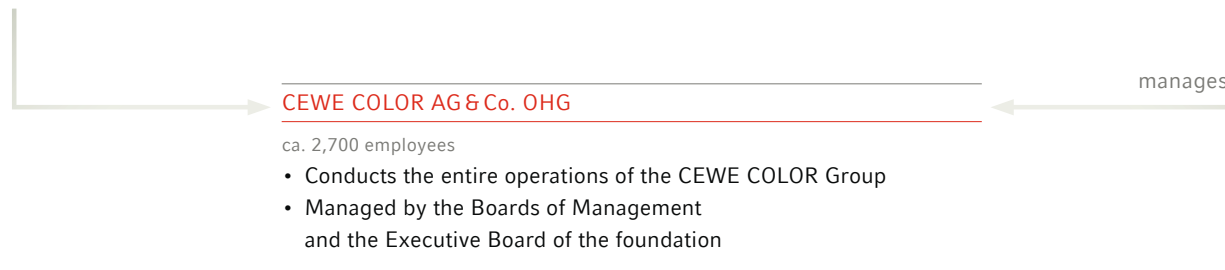 manages
CEWE COLOR AG & Co. OHG
ca. 2,700 employees
• Conducts the entire operations of the CEWE COLOR Group
• Managed by the Boards of Management
and the Executive Board of the foundation